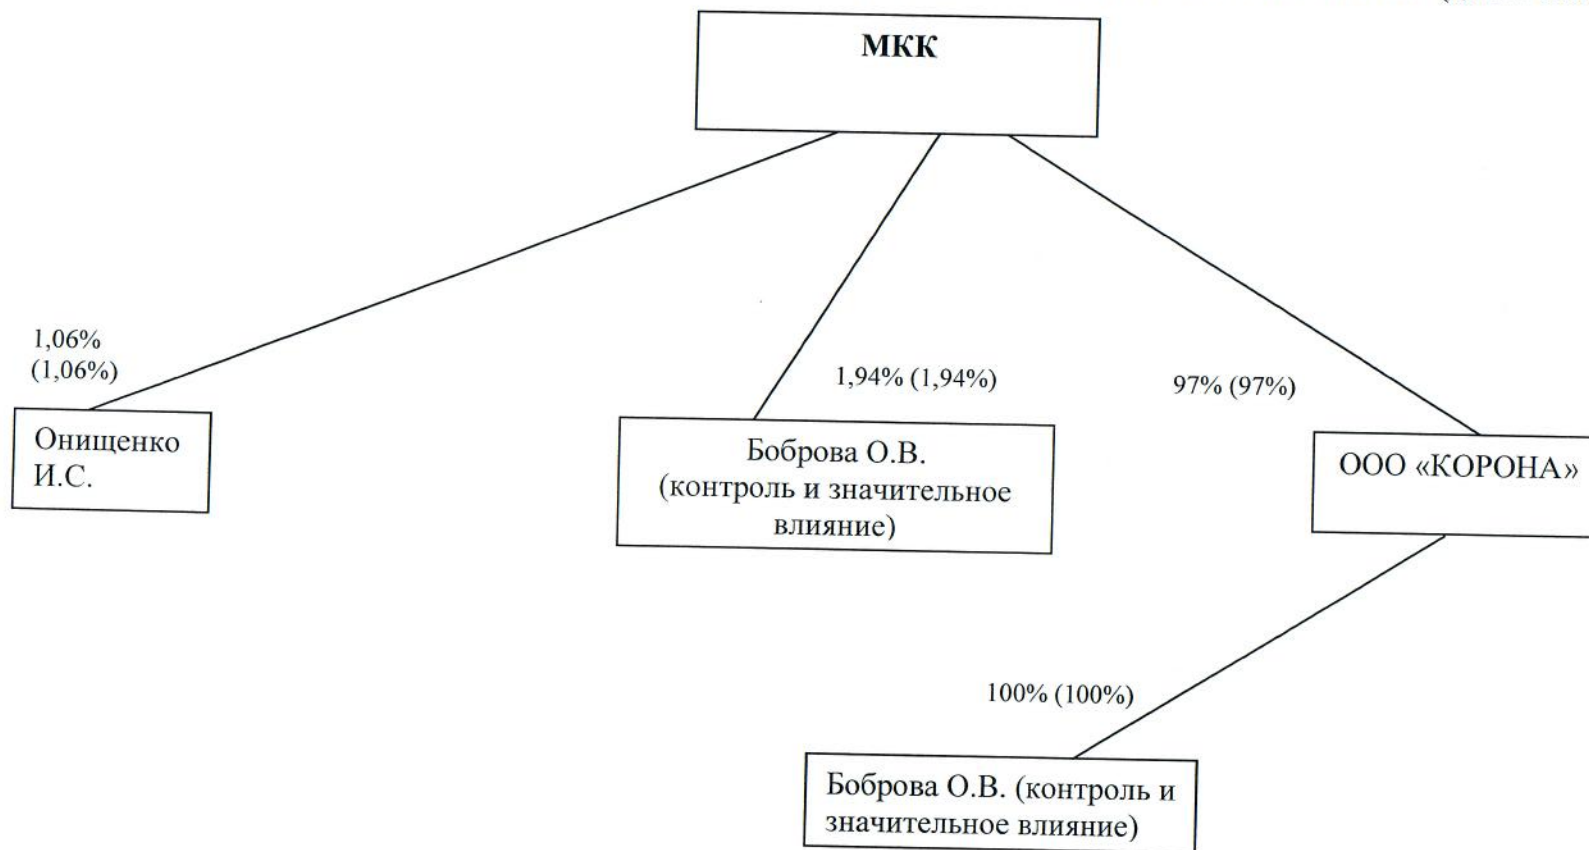 МКК
1,06%
(1,06%)
1,94% (1,94%)
97% (97%)
Онищенко
И.С.
Боброва О.В.
(контроль и значительное
влияние)
ООО «КОРОНА»
100% (100%)
Боброва О.В. (контроль и
значительное влияние)